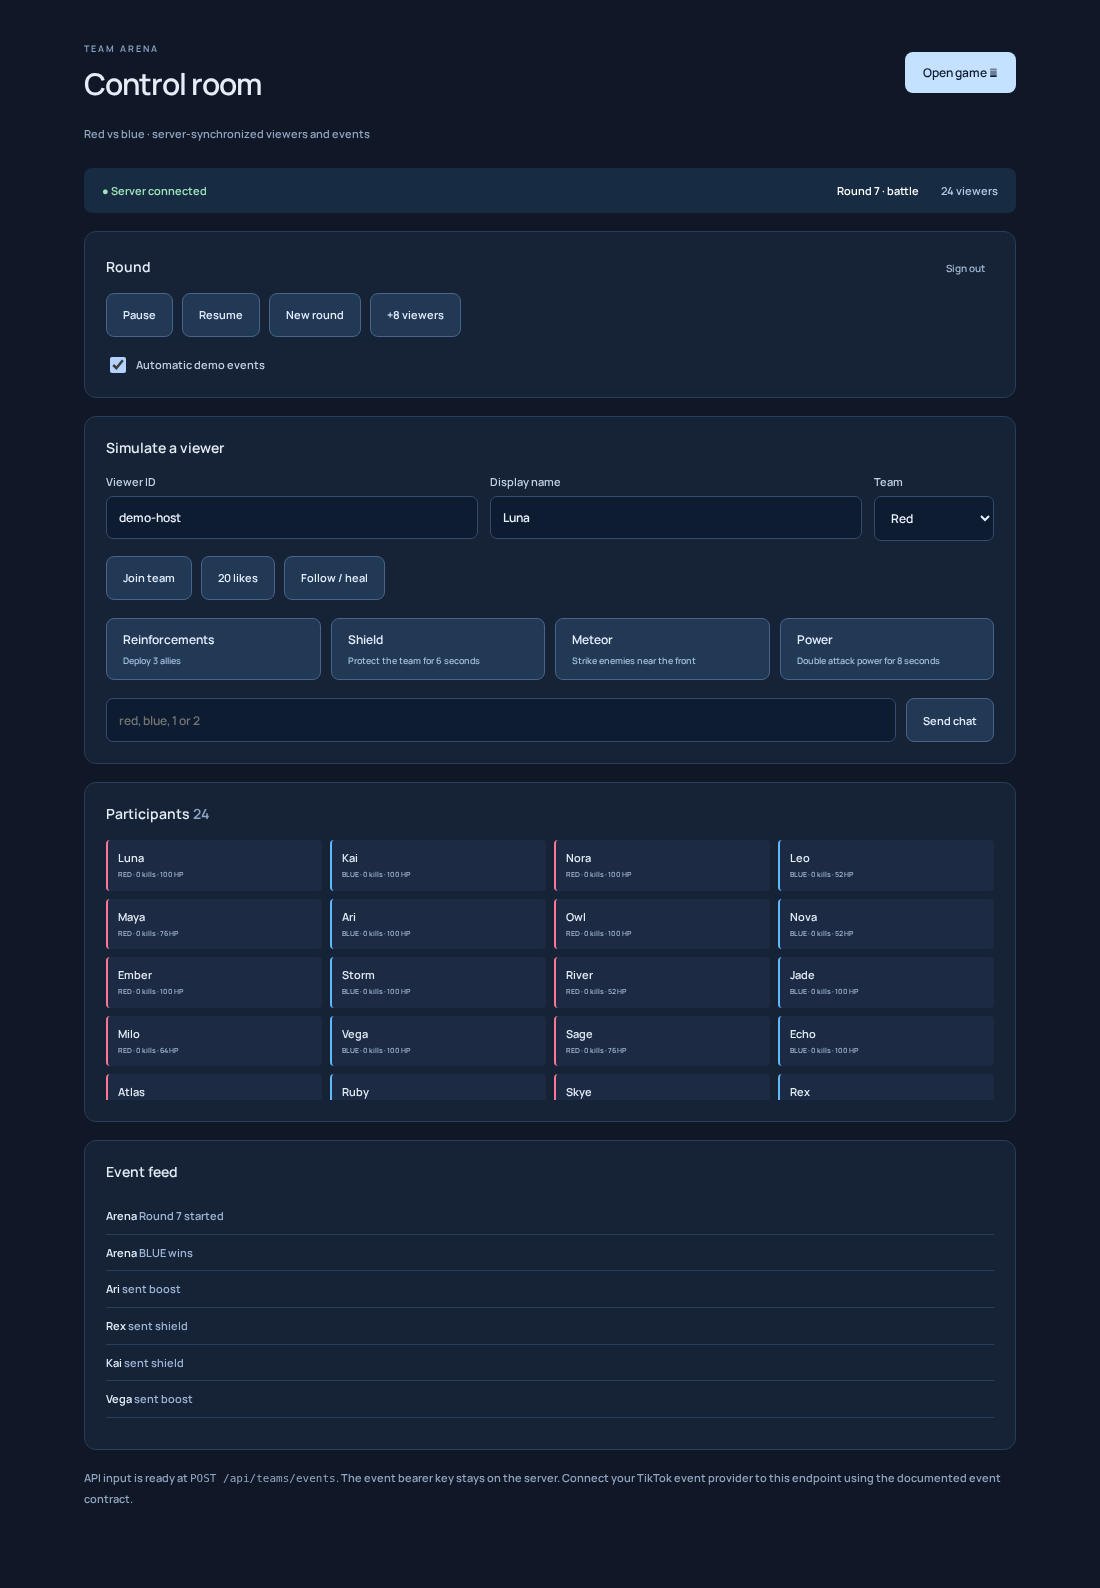 TEAM ARENA
Control room
Open game
Red vs blue · server-synchronized viewers and events
● Server connected
Round 7 · battle
24 viewers
Round
Sign out
Pause
Resume
New round
+8 viewers
Automatic demo events
Simulate a viewer
Viewer ID
Display name
Team
demo-host
Luna
Red
Join team
20 likes
Follow / heal
Reinforcements
Deploy 3 allies
Shield
Protect the team for 6 seconds
Meteor
Strike enemies near the front
Power
Double attack power for 8 seconds
red, blue, 1 or 2
Send chat
Participants 24
Luna
RED · 0 kills · 100 HP
Kai
BLUE · 0 kills · 100 HP
Nora
RED · 0 kills · 100 HP
Leo
BLUE · 0 kills · 52 HP
Maya
RED · 0 kills · 76 HP
Ari
BLUE · 0 kills · 100 HP
Owl
RED · 0 kills · 100 HP
Nova
BLUE · 0 kills · 52 HP
Ember
RED · 0 kills · 100 HP
Storm
BLUE · 0 kills · 100 HP
River
RED · 0 kills · 52 HP
Jade
BLUE · 0 kills · 100 HP
Milo
RED · 0 kills · 64 HP
Vega
BLUE · 0 kills · 100 HP
Sage
RED · 0 kills · 76 HP
Echo
BLUE · 0 kills · 100 HP
Atlas
Ruby
Skye
Rex
Event feed
Arena Round 7 started
Arena BLUE wins
Ari sent boost
Rex sent shield
Kai sent shield
Vega sent boost
API input is ready at POST /api/teams/events. The event bearer key stays on the server. Connect your TikTok event provider to this endpoint using the documented event
contract.